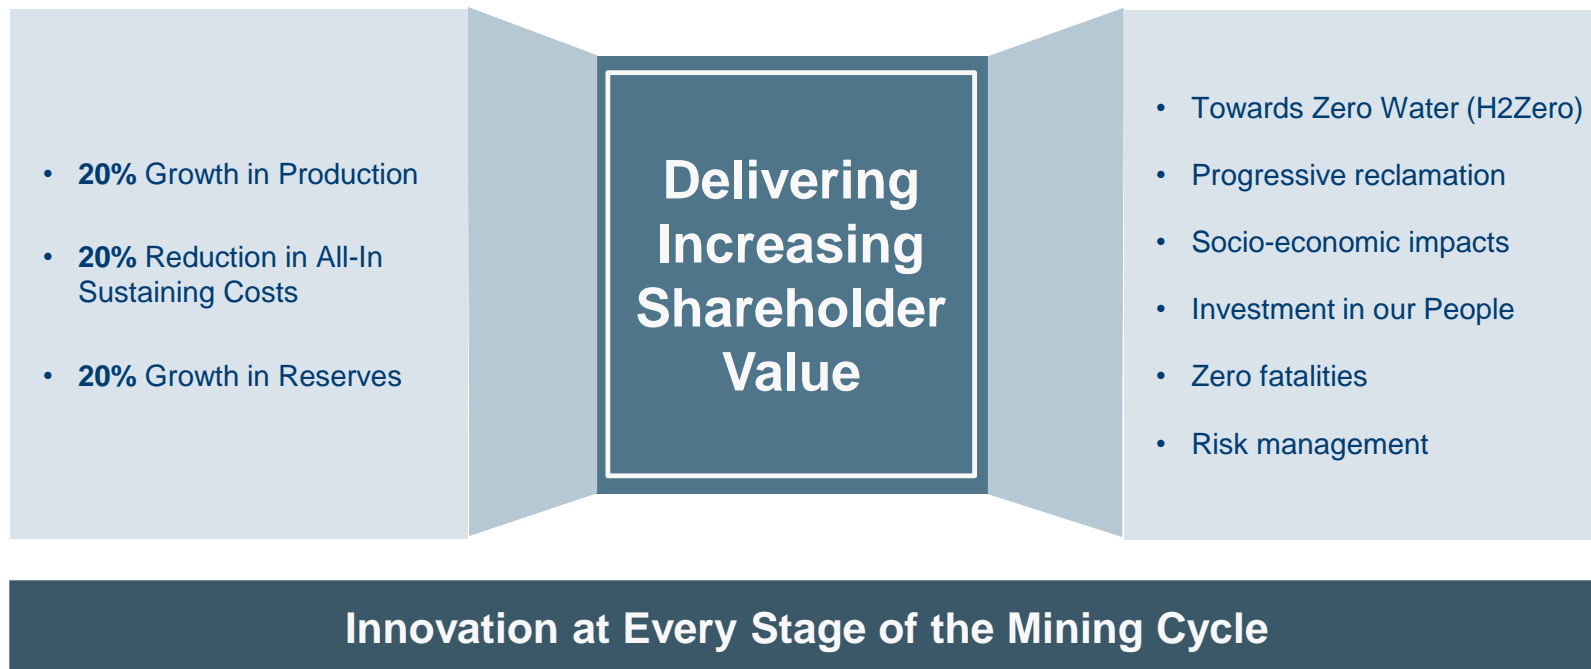 • 20% Growth in Production
• 20% Reduction in All-In
Sustaining Costs
• 20% Growth in Reserves
Delivering
Increasing
Shareholder
Value
• Towards Zero Water (H2Zero)
• Progressive reclamation
• Socio-economic impacts
• Investment in our People
• Zero fatalities
• Risk management
Innovation at Every Stage of the Mining Cycle